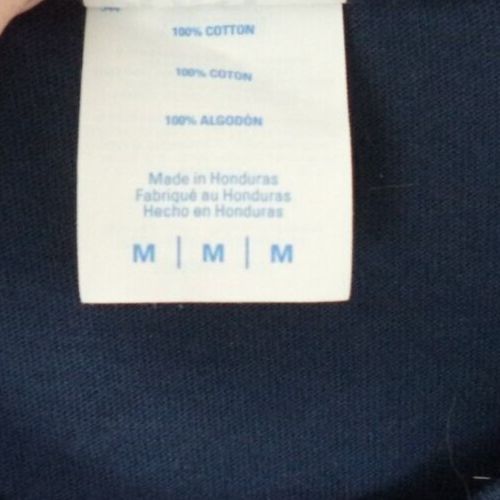 100% COTTON
100% COTON
100% ALGODÓN
Made in Honduras
Fabriqué au Honduras
Hecho en Honduras
M | M | M